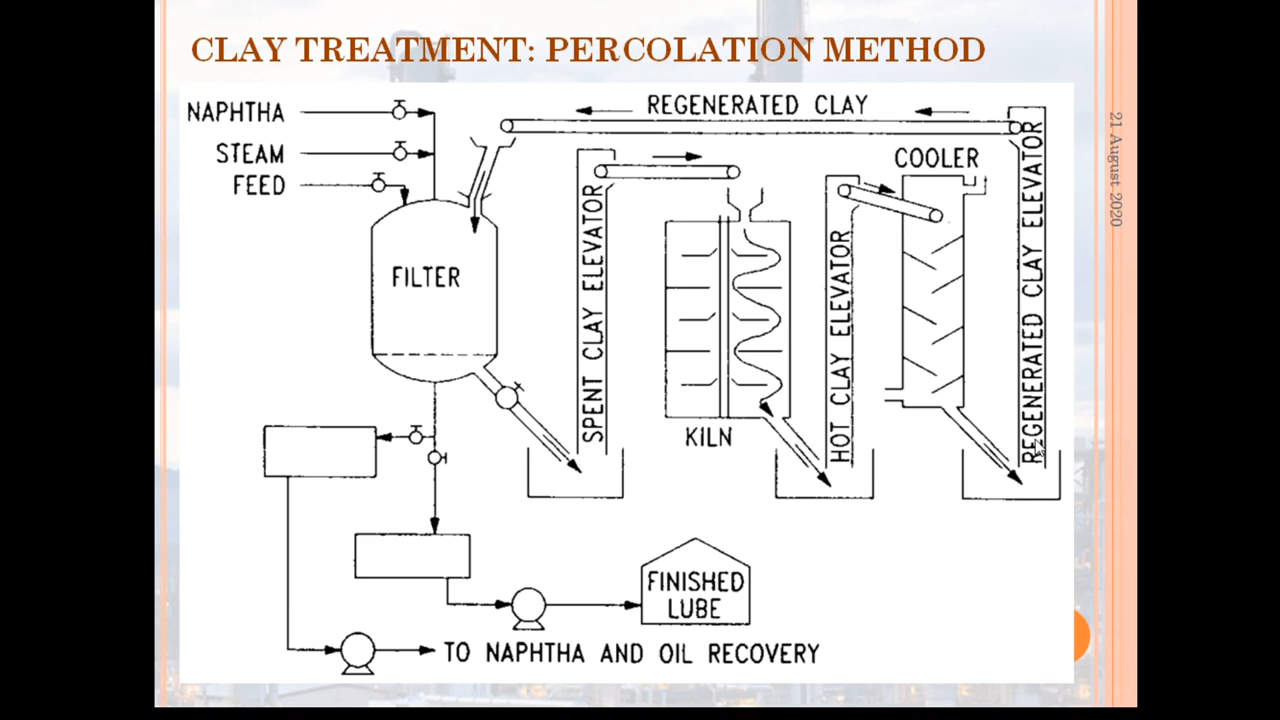 CLAY TREATMENT: PERCOLATION METHOD
21 August 2020
NAPHTHA
STEAM
FEED
REGENERATED CLAY
COOLER
FILTER
SPENT CLAY ELEVATOR
KILN
HOT CLAY ELEVATOR
REGENERATED CLAY ELEVATOR
FINISHED
LUBE
TO NAPHTHA AND OIL RECOVERY